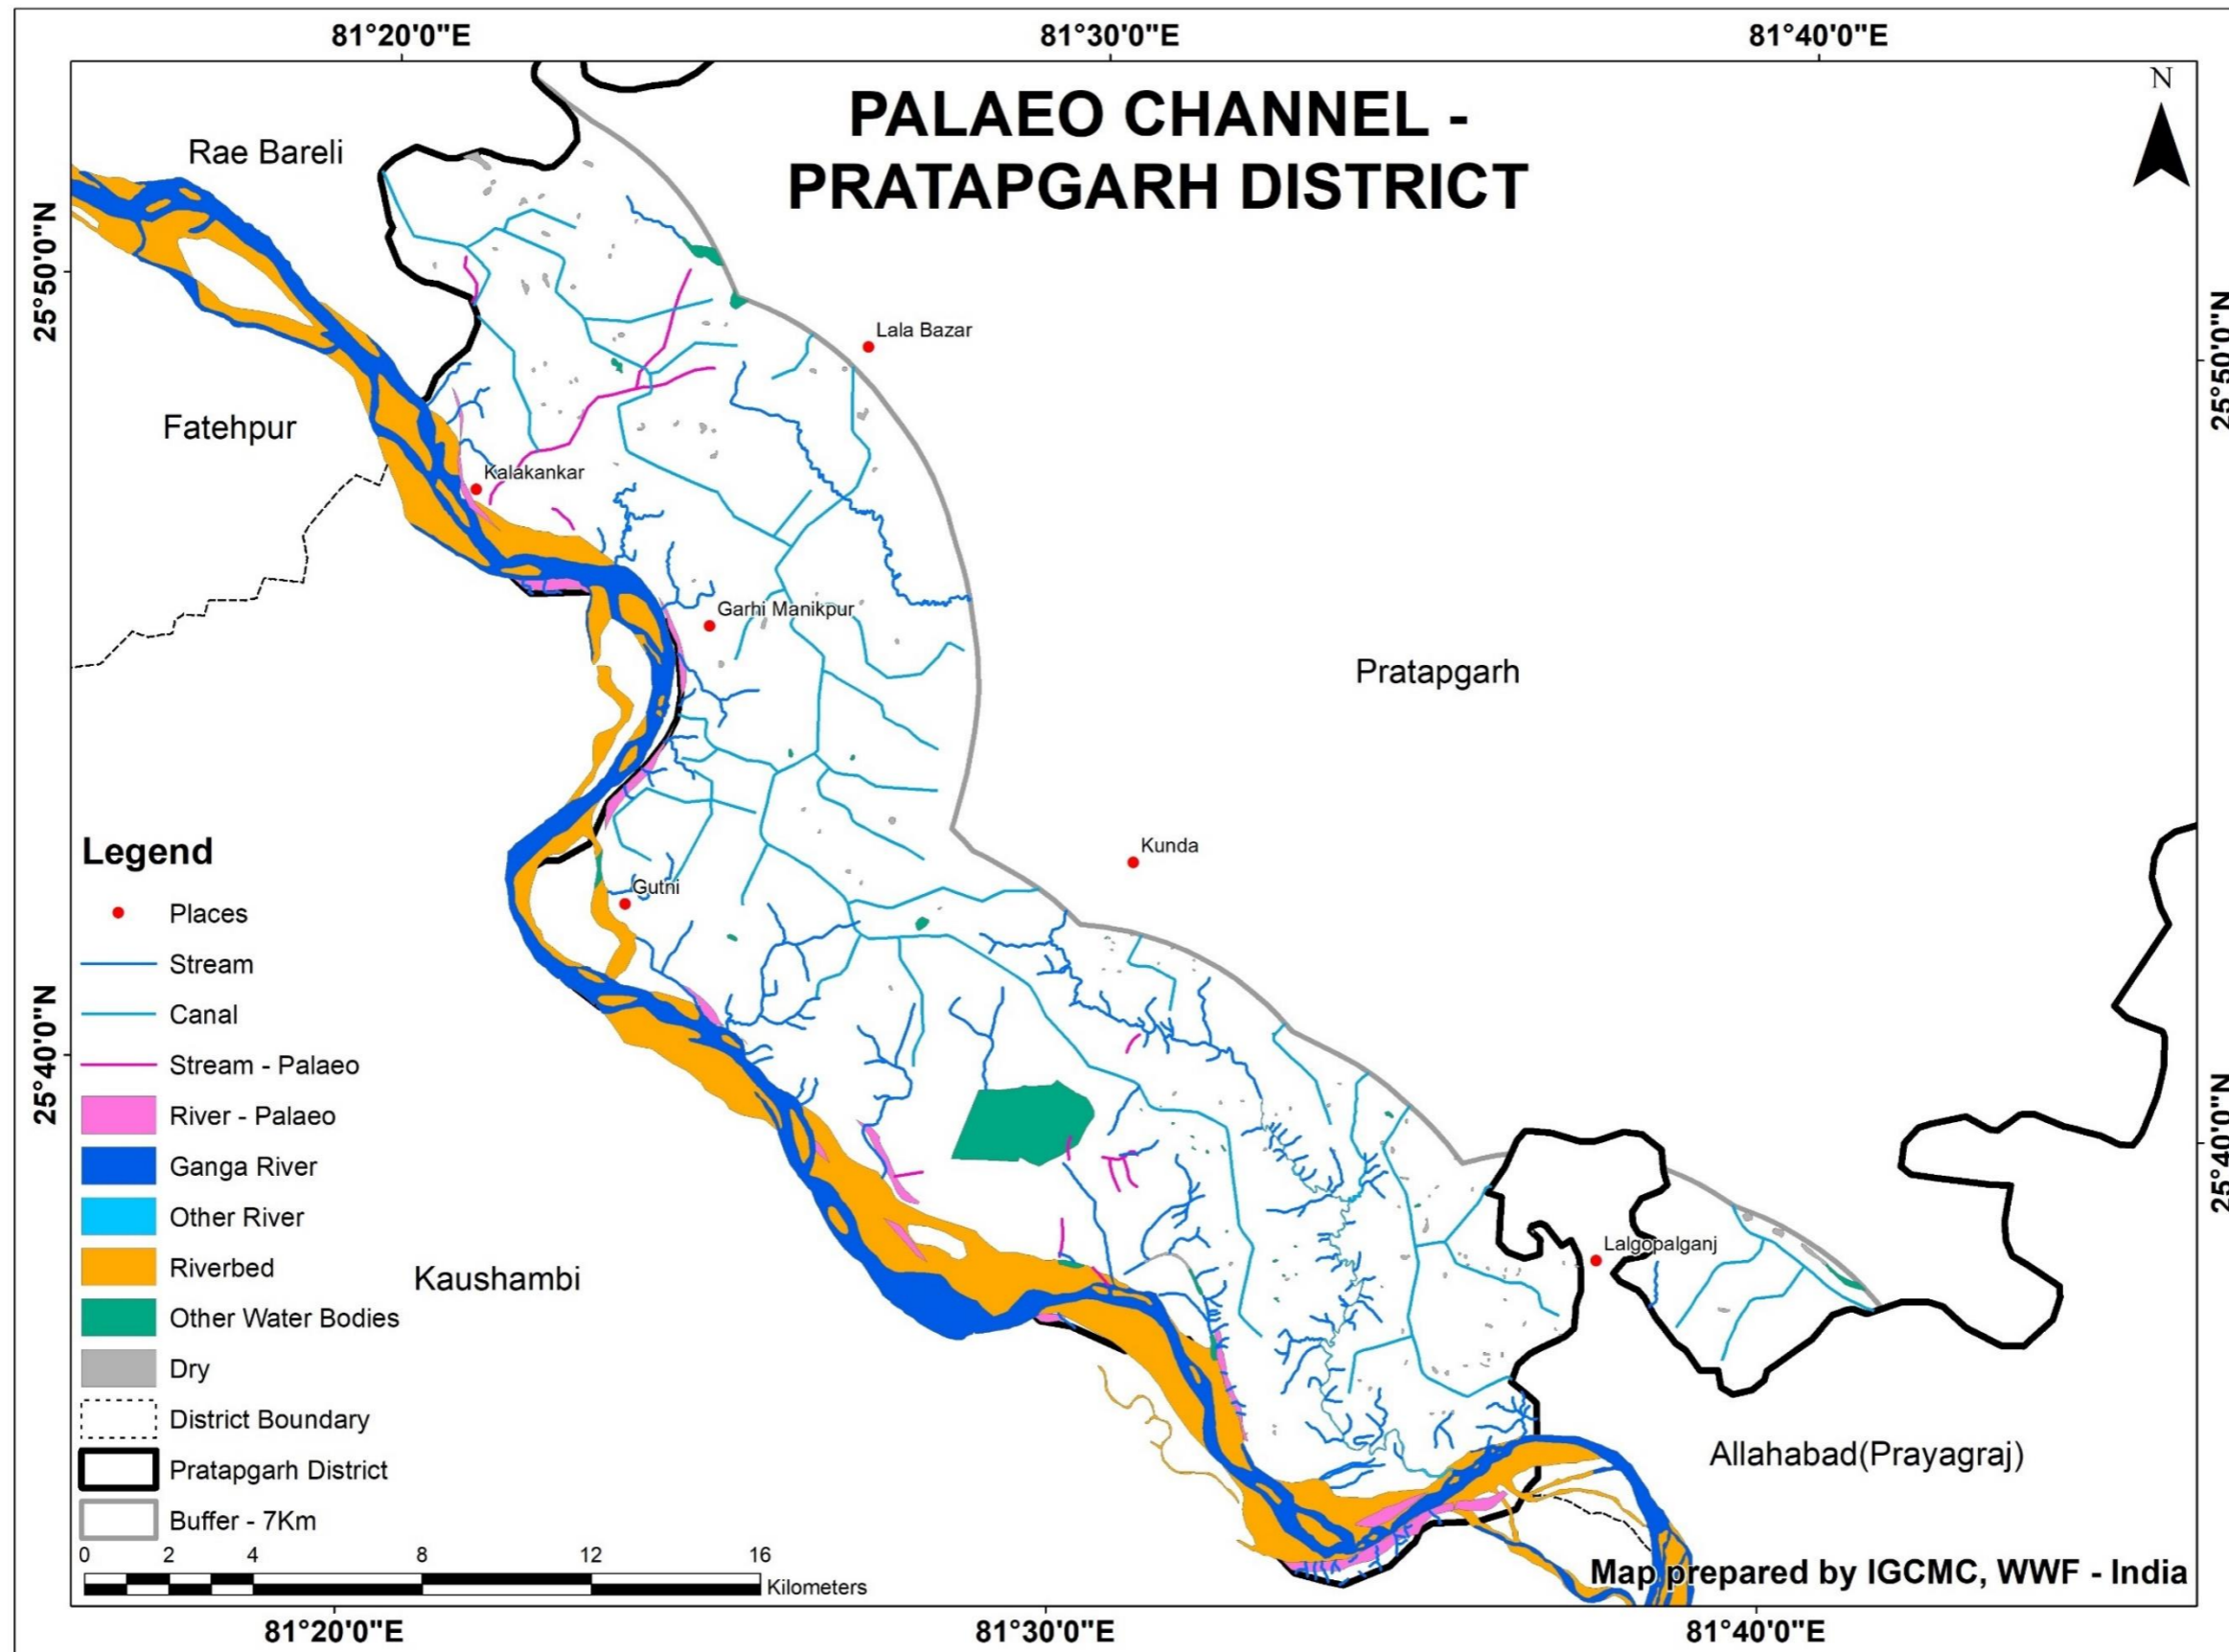 81°20'0"E
81°30'0"E
81°40'0"E
N
PALAEO CHANNEL -
PRATAPGARH DISTRICT
Rae Bareli
25°50'0"N
25°50'0"N
Lala Bazar
Fatehpur
Kalakankar
Garhi Manikpur
Pratapgarh
Kunda
Gutni
25°40'0"N
25°40'0"N
Lalgopalganj
Kaushambi
Allahabad(Prayagraj)
Legend
Places
Stream
Canal
Stream - Palaeo
River - Palaeo
Ganga River
Other River
Riverbed
Other Water Bodies
Dry
District Boundary
Pratapgarh District
Buffer - 7Km
0 2 4 8 12 16
Kilometers
Map prepared by IGCMC, WWF - India
81°20'0"E
81°30'0"E
81°40'0"E